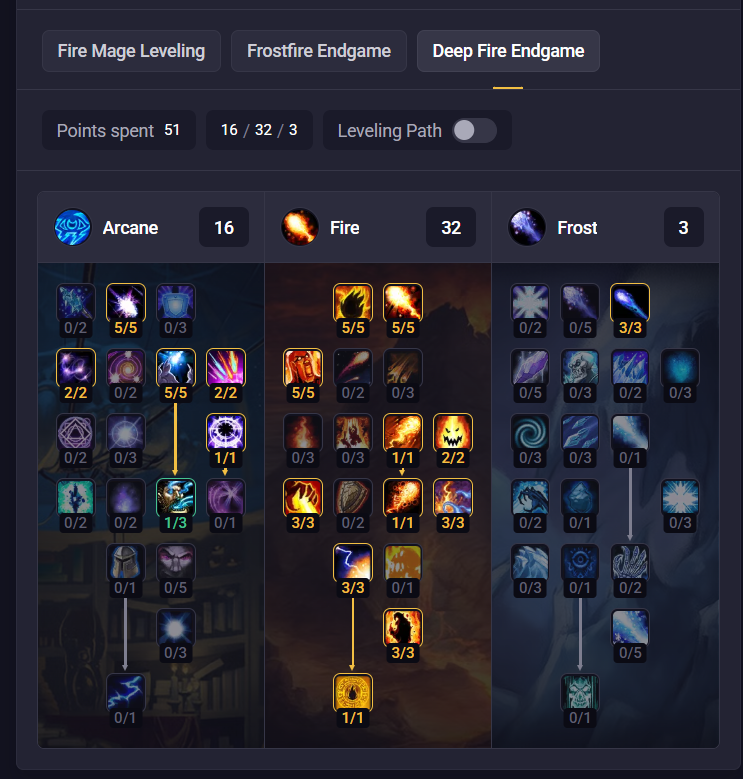 Fire Mage Leveling Frostfire Endgame Deep Fire Endgame
Points spent 51 16 / 32 / 3 Leveling Path
Arcane 16 Fire 32 Frost 3
0/2 5/5 0/3 5/5 5/5 0/2 0/5 3/3
2/2 0/2 5/5 2/2 5/5 0/2 0/3 0/5 0/3 0/2 0/3
0/2 0/3 1/1 0/3 0/3 1/1 2/2 0/3 0/3 0/1
0/2 0/2 1/3 0/1 3/3 0/2 1/1 3/3 0/2 0/1 0/3
0/1 0/5 3/3 0/1 0/3 0/1 0/2
0/3 3/3 0/5
0/1 1/1 0/1